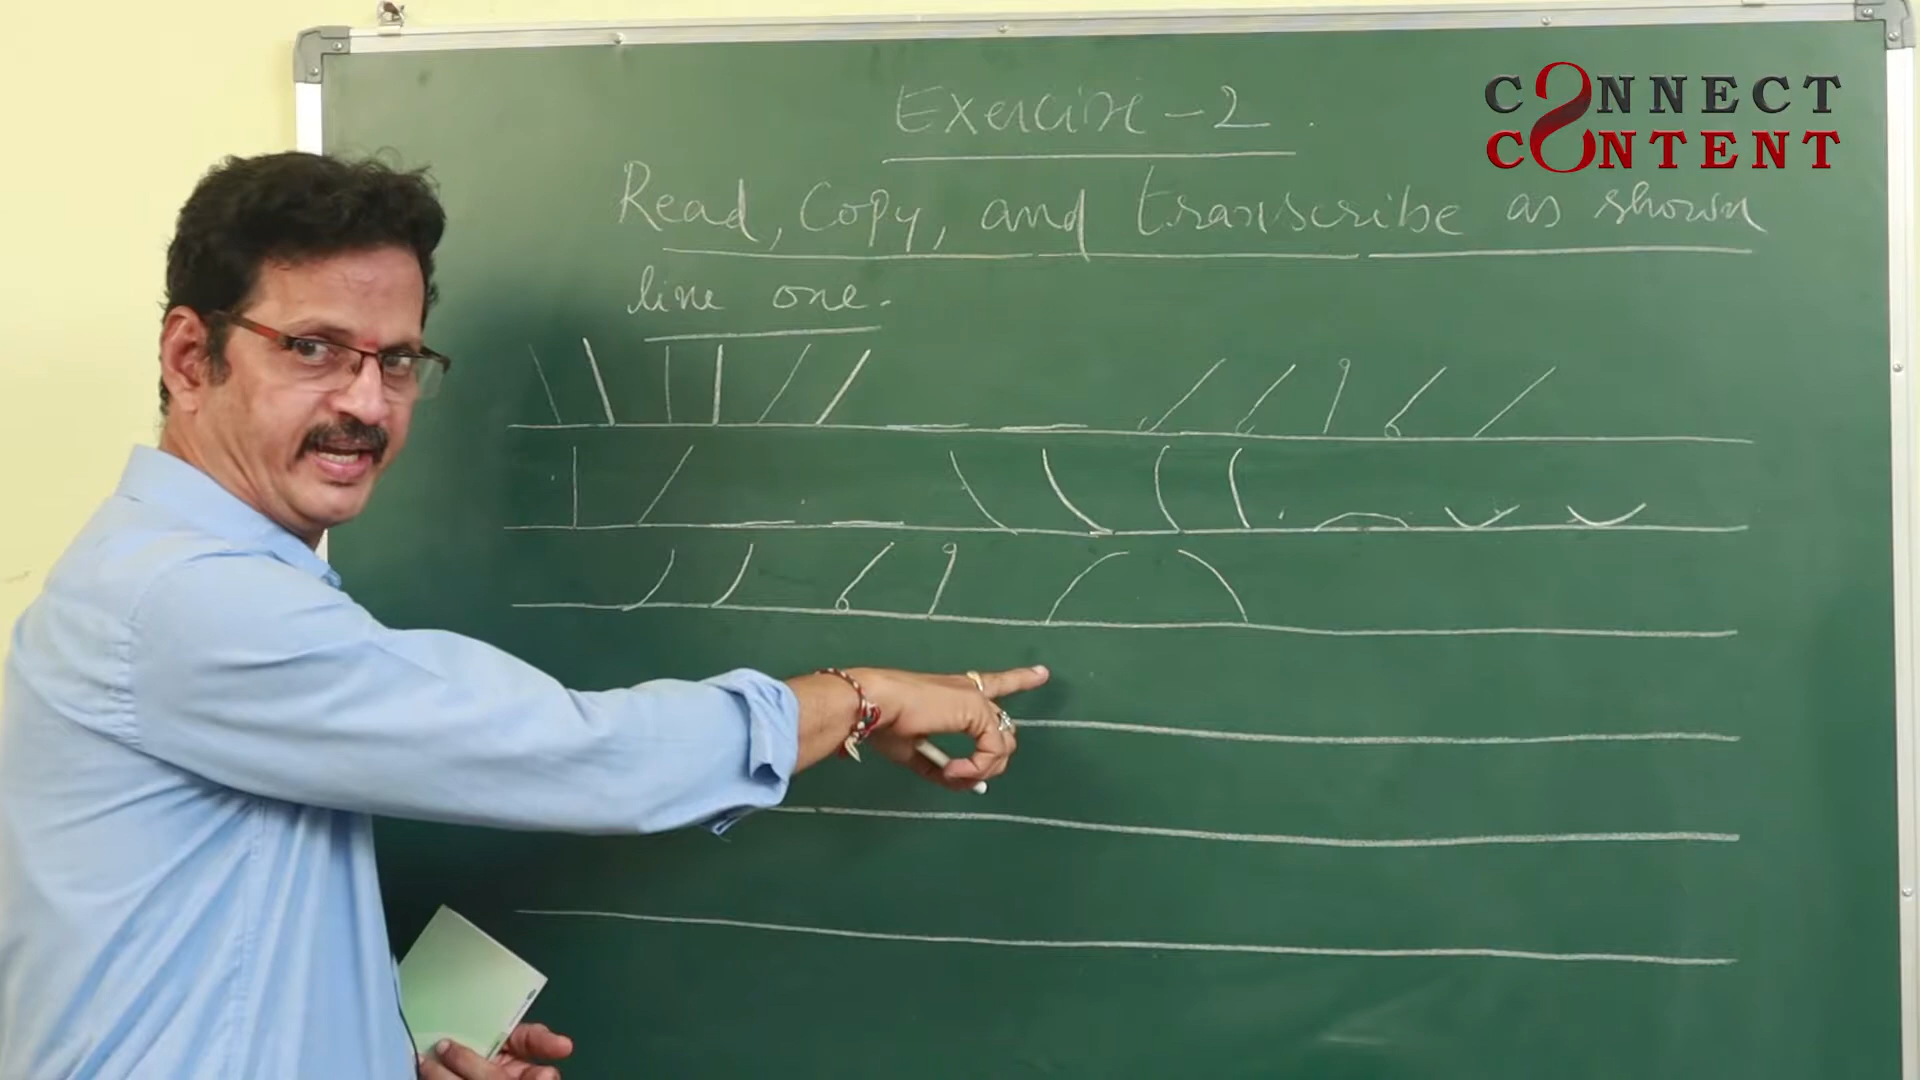 CONNECT
CONTENT
Exercise - 2.
Read, Copy, and transcribe as shown
line one.